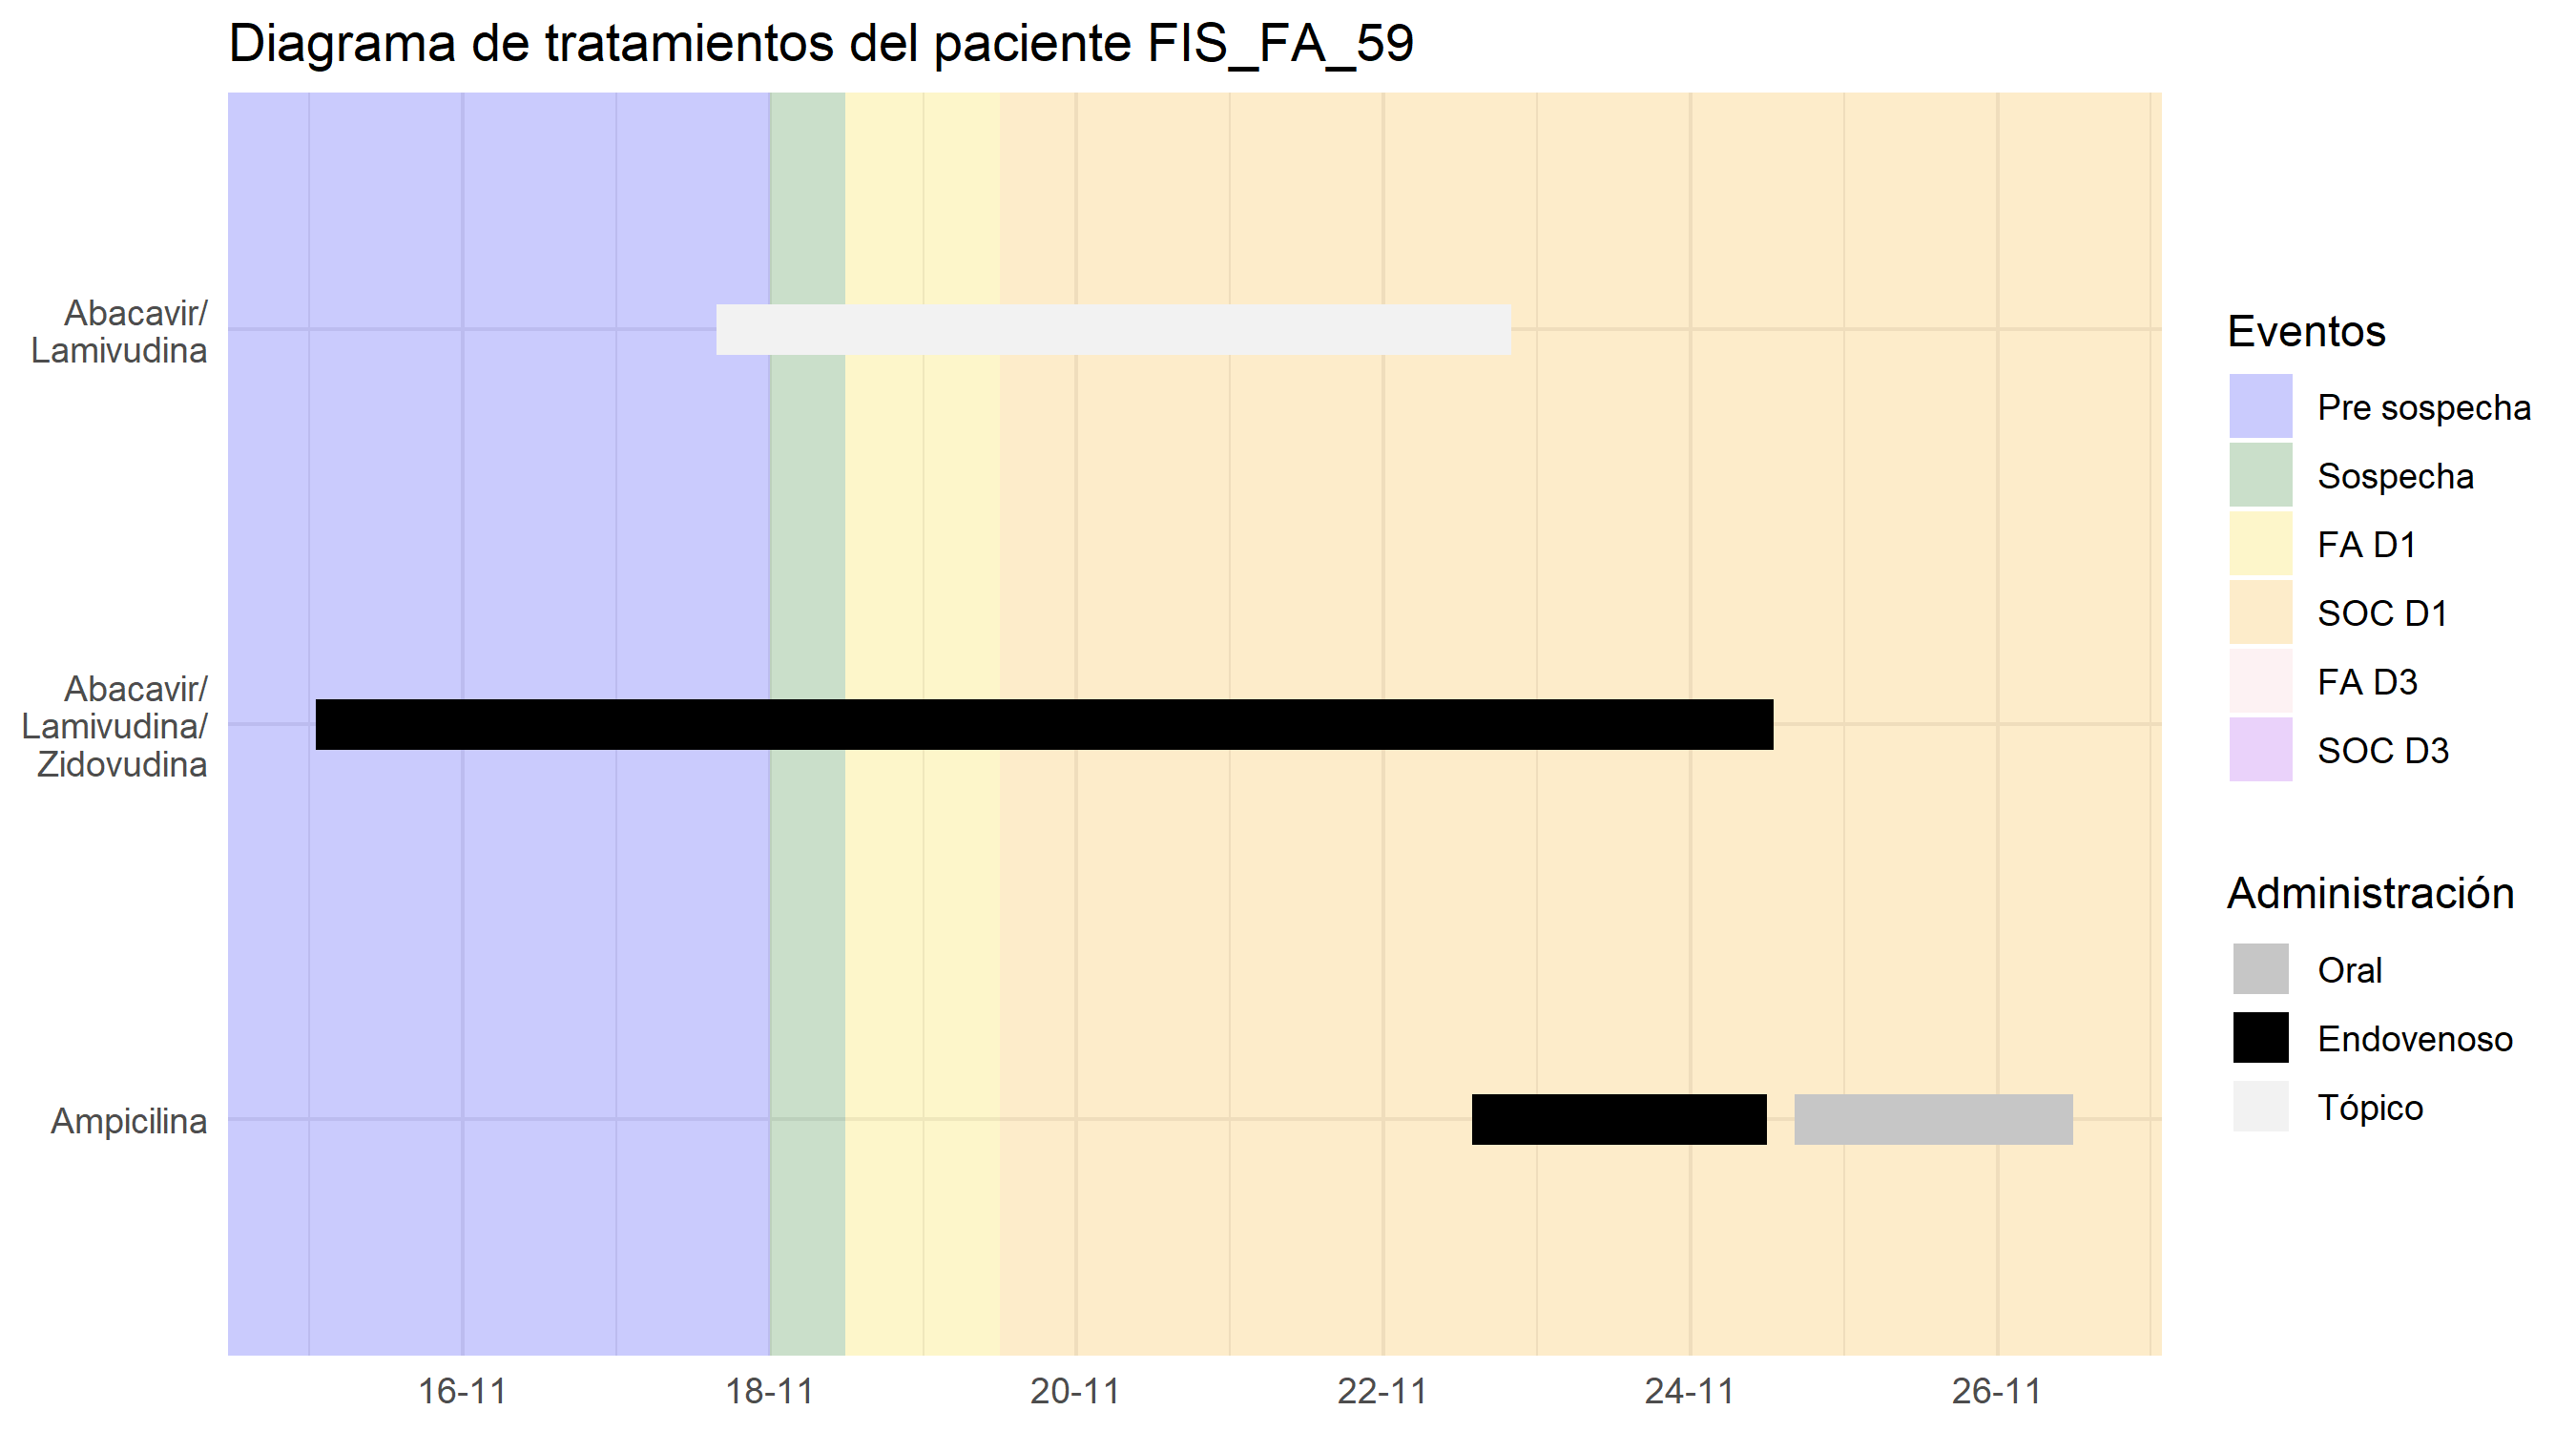 Diagrama de tratamientos del paciente FIS_FA_59
Abacavir/
Lamivudina
Abacavir/
Lamivudina/
Zidovudina
Ampicilina
16-11
18-11
20-11
22-11
24-11
26-11
Eventos
Pre sospecha
Sospecha
FA D1
SOC D1
FA D3
SOC D3
Administración
Oral
Endovenoso
Tópico